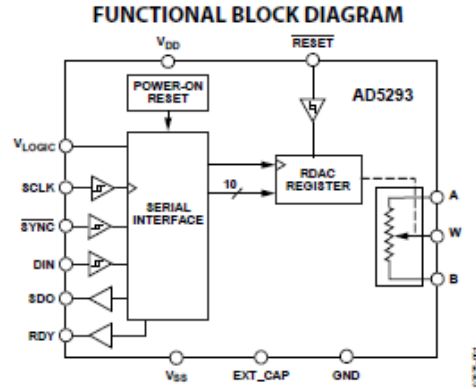 FUNCTIONAL BLOCK DIAGRAM
VDD
RESET
POWER-ON
RESET
AD5293
VLOGIC
SCLK
SYNC
DIN
SDO
RDY
SERIAL
INTERFACE
10
RDAC
REGISTER
A
W
B
VSS
EXT_CAP
GND